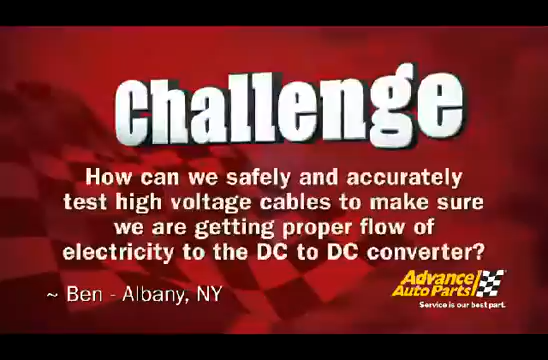 Challenge
How can we safely and accurately
test high voltage cables to make sure
we are getting proper flow of
electricity to the DC to DC converter?
~ Ben - Albany, NY
Advance
Auto Parts
Service is our best part.